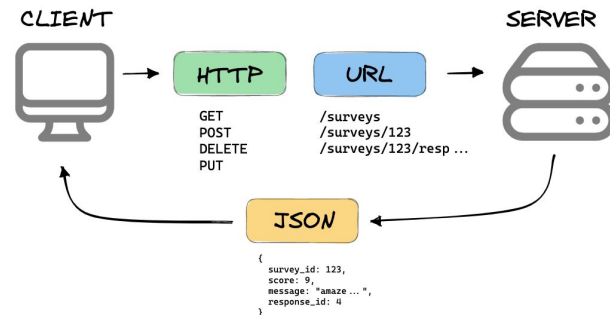 CLIENT
SERVER
HTTP
URL
GET
POST
DELETE
PUT
/surveys
/surveys/123
/surveys/123/resp...
JSON
{
survey_id: 123,
score: 9,
message: "amaze...",
response_id: 4
}